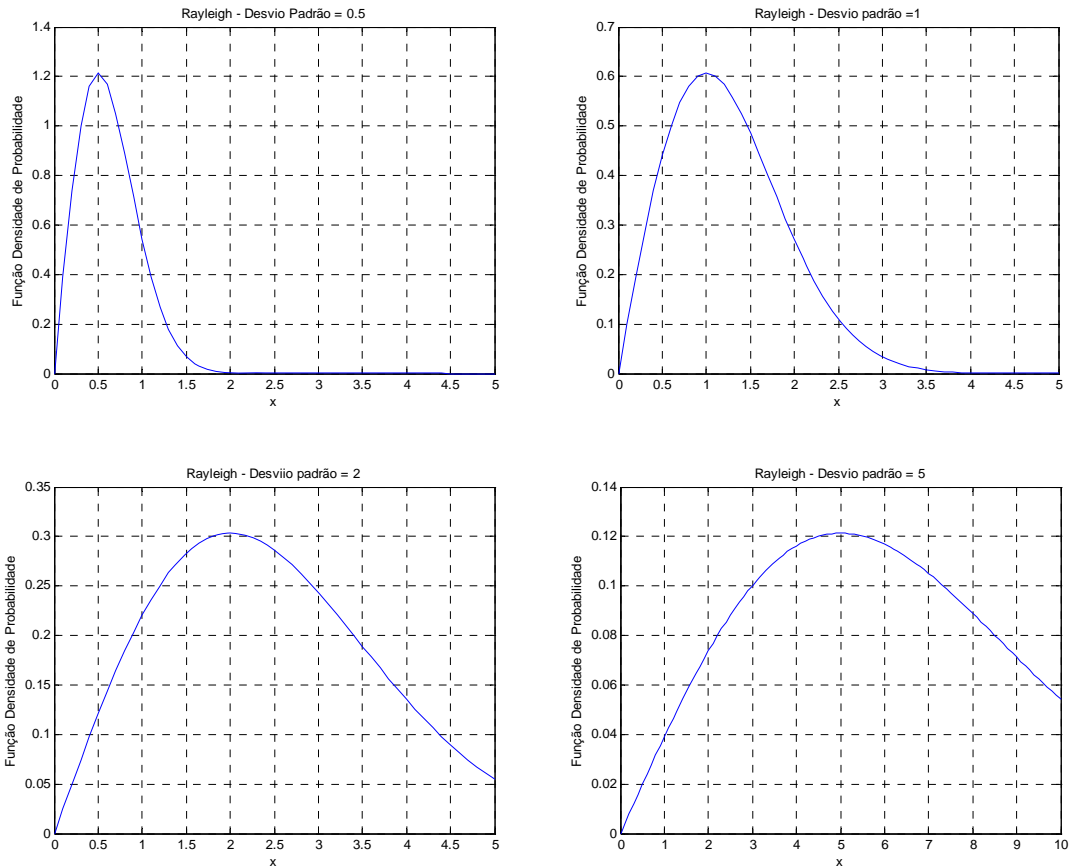 Rayleigh - Desvio Padrão = 0.5
Função Densidade de Probabilidade
1.4
1.2
1
0.8
0.6
0.4
0.2
0
0 0.5 1 1.5 2 2.5 3 3.5 4 4.5 5
x
Rayleigh - Desvio padrão =1
Função Densidade de Probabilidade
0.7
0.6
0.5
0.4
0.3
0.2
0.1
0
0 0.5 1 1.5 2 2.5 3 3.5 4 4.5 5
x
Rayleigh - Desviio padrão = 2
Função Densidade de Probabilidade
0.35
0.3
0.25
0.2
0.15
0.1
0.05
0
0 0.5 1 1.5 2 2.5 3 3.5 4 4.5 5
x
Rayleigh - Desvio padrão = 5
Função Densidade de Probabilidade
0.14
0.12
0.1
0.08
0.06
0.04
0.02
0
0 1 2 3 4 5 6 7 8 9 10
x